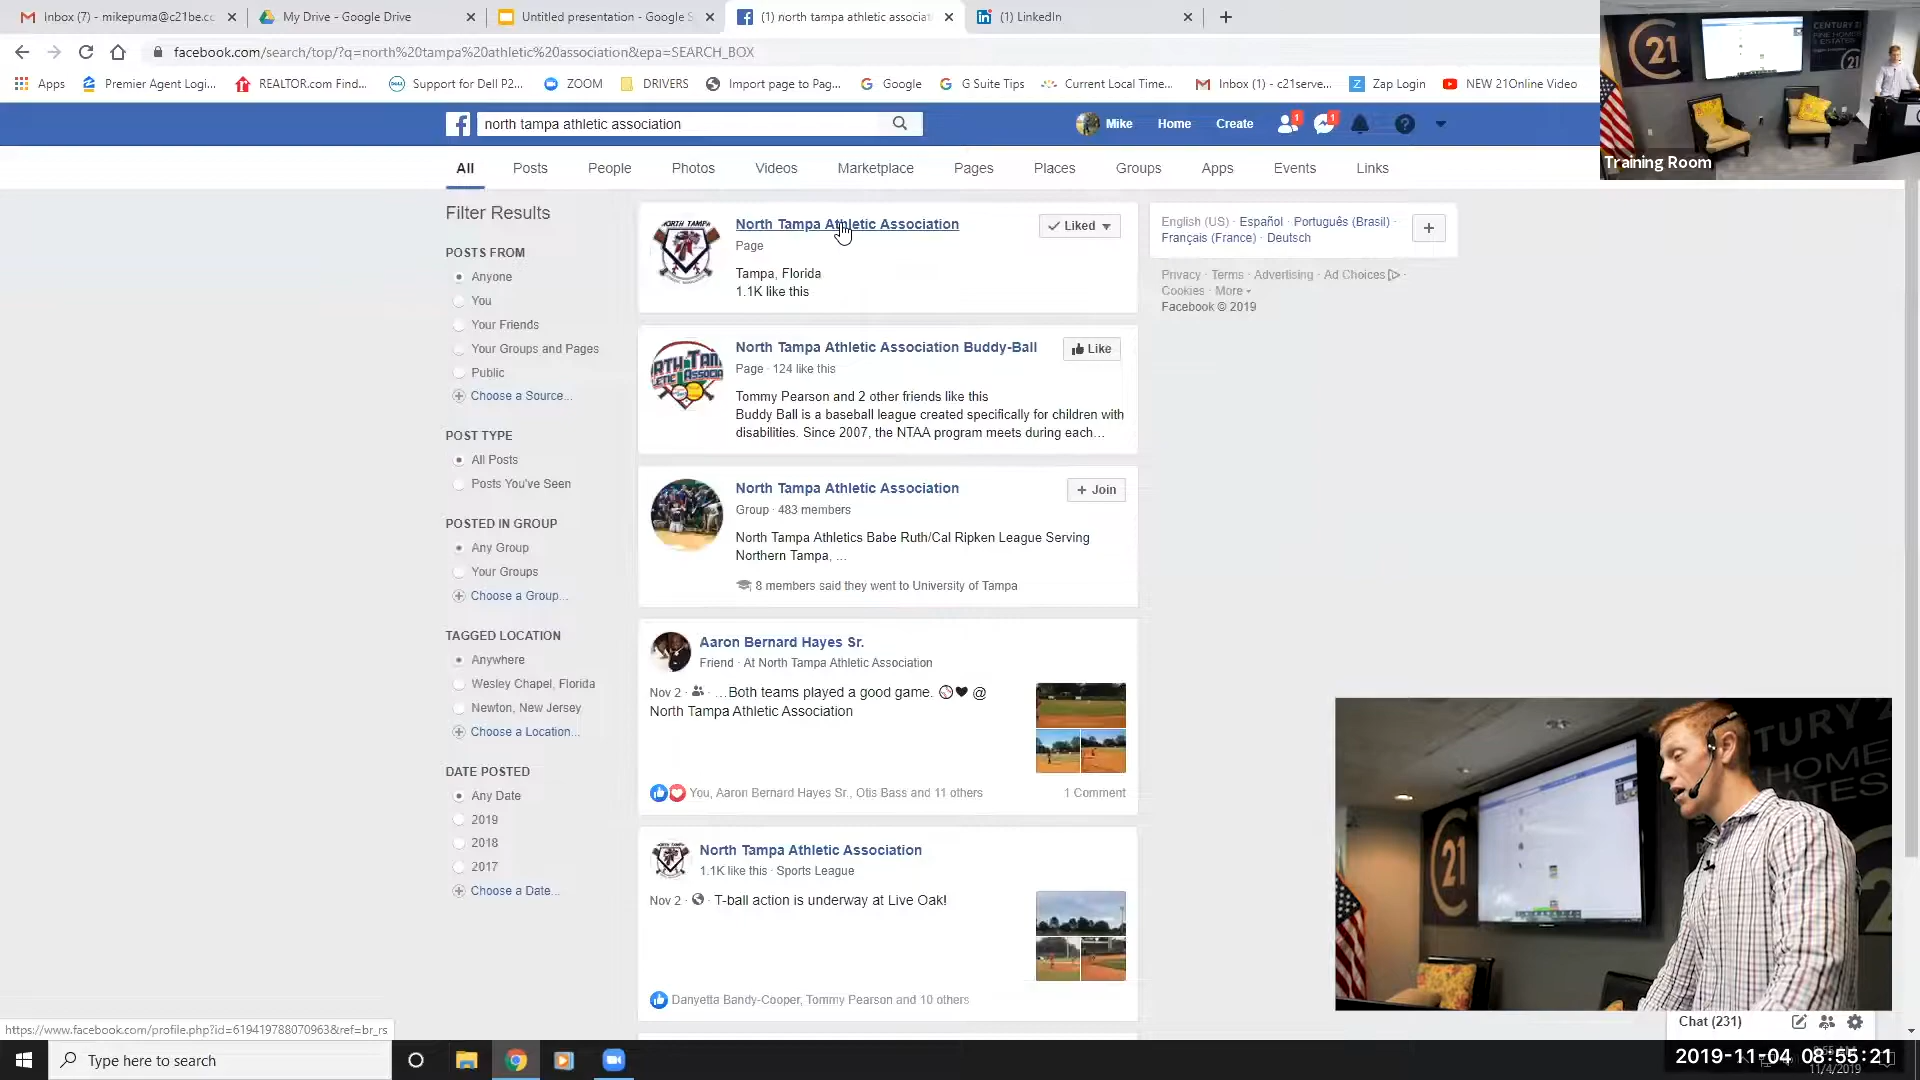 Inbox (7) - mikepuma@c21be.cc
My Drive - Google Drive
Untitled presentation - Google S
(1) north tampa athletic associat
(1) LinkedIn
facebook.com/search/top/?q=north%20tampa%20athletic%20association&epa=SEARCH_BOX
Apps
Premier Agent Logi...
REALTOR.com Find...
Support for Dell P2...
ZOOM
DRIVERS
Import page to Pag...
Google
G Suite Tips
Current Local Time...
Inbox (1) - c21serve...
Zap Login
NEW 21Online Video
CENTURY 21
21
Training Room
north tampa athletic association
Mike
Home
Create
1
1
All
Posts
People
Photos
Videos
Marketplace
Pages
Places
Groups
Apps
Events
Links
Filter Results
POSTS FROM
Anyone
You
Your Friends
Your Groups and Pages
Public
Choose a Source...
POST TYPE
All Posts
Posts You've Seen
POSTED IN GROUP
Any Group
Your Groups
Choose a Group...
TAGGED LOCATION
Anywhere
Wesley Chapel, Florida
Newton, New Jersey
Choose a Location...
DATE POSTED
Any Date
2019
2018
2017
Choose a Date...
North Tampa Athletic Association
Page
Tampa, Florida
1.1K like this
Liked
North Tampa Athletic Association Buddy-Ball
Page · 124 like this
Tommy Pearson and 2 other friends like this
Buddy Ball is a baseball league created specifically for children with
disabilities. Since 2007, the NTAA program meets during each...
Like
North Tampa Athletic Association
Group · 483 members
North Tampa Athletics Babe Ruth/Cal Ripken League Serving
Northern Tampa, ...
8 members said they went to University of Tampa
Join
Aaron Bernard Hayes Sr.
Friend · At North Tampa Athletic Association
Nov 2 · ...Both teams played a good game. @
North Tampa Athletic Association
You, Aaron Bernard Hayes Sr., Otis Bass and 11 others
1 Comment
North Tampa Athletic Association
1.1K like this · Sports League
Nov 2 · T-ball action is underway at Live Oak!
Danyetta Bandy-Cooper, Tommy Pearson and 10 others
English (US) · Español · Português (Brasil) ·
Français (France) · Deutsch
Privacy · Terms · Advertising · Ad Choices ·
Cookies · More
Facebook © 2019
21
Chat (231)
https://www.facebook.com/profile.php?id=619419788070963&ref=br_rs
Type here to search
2019-11-04 08:55:21
11/4/2019